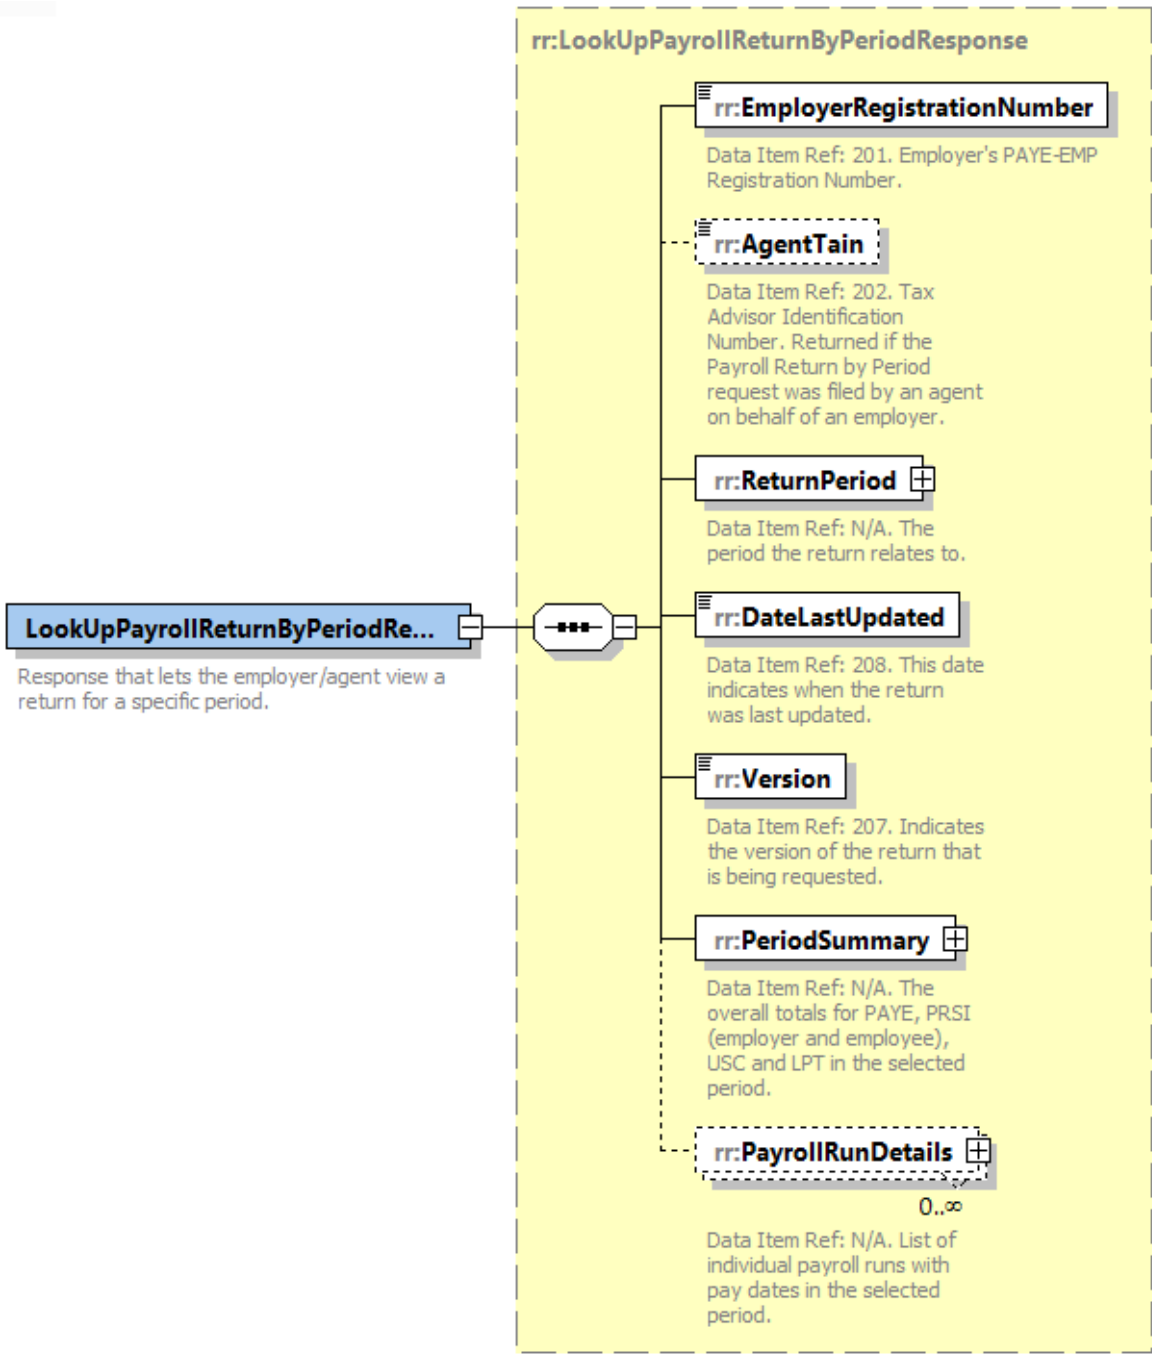 rr:LookUpPayrollReturnByPeriodResponse
rr:EmployerRegistrationNumber
Data Item Ref: 201. Employer's PAYE-EMP
Registration Number.
rr:AgentTain
Data Item Ref: 202. Tax
Advisor Identification
Number. Returned if the
Payroll Return by Period
request was filed by an agent
on behalf of an employer.
rr:ReturnPeriod
Data Item Ref: N/A. The
period the return relates to.
LookUpPayrollReturnByPeriodRe...
Response that lets the employer/agent view a
return for a specific period.
rr:DateLastUpdated
Data Item Ref: 208. This date
indicates when the return
was last updated.
rr:Version
Data Item Ref: 207. Indicates
the version of the return that
is being requested.
rr:PeriodSummary
Data Item Ref: N/A. The
overall totals for PAYE, PRSI
(employer and employee),
USC and LPT in the selected
period.
rr:PayrollRunDetails
0..∞
Data Item Ref: N/A. List of
individual payroll runs with
pay dates in the selected
period.